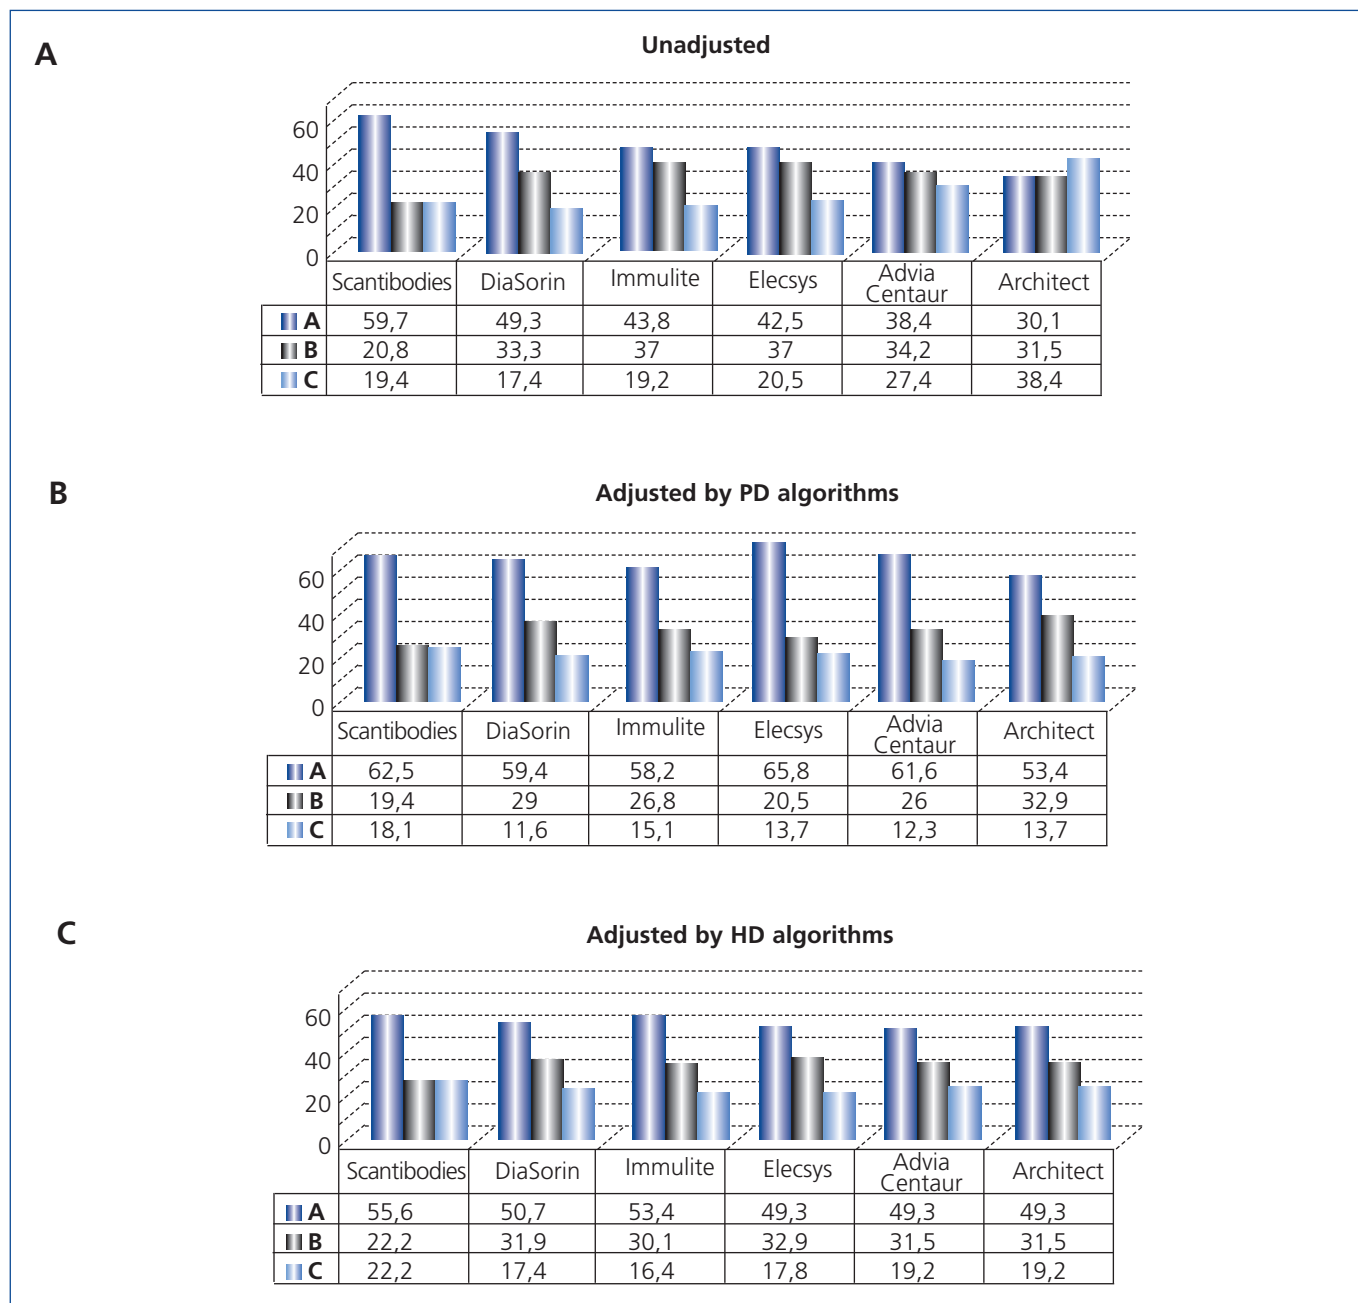 A
Unadjusted
60
40
20
0
Scantibodies DiaSorin Immulite Elecsys Advia Centaur Architect
A 59,7 49,3 43,8 42,5 38,4 30,1
B 20,8 33,3 37 37 34,2 31,5
C 19,4 17,4 19,2 20,5 27,4 38,4
B
Adjusted by PD algorithms
60
40
20
0
Scantibodies DiaSorin Immulite Elecsys Advia Centaur Architect
A 62,5 59,4 58,2 65,8 61,6 53,4
B 19,4 29 26,8 20,5 26 32,9
C 18,1 11,6 15,1 13,7 12,3 13,7
C
Adjusted by HD algorithms
60
40
20
0
Scantibodies DiaSorin Immulite Elecsys Advia Centaur Architect
A 55,6 50,7 53,4 49,3 49,3 49,3
B 22,2 31,9 30,1 32,9 31,5 31,5
C 22,2 17,4 16,4 17,8 19,2 19,2